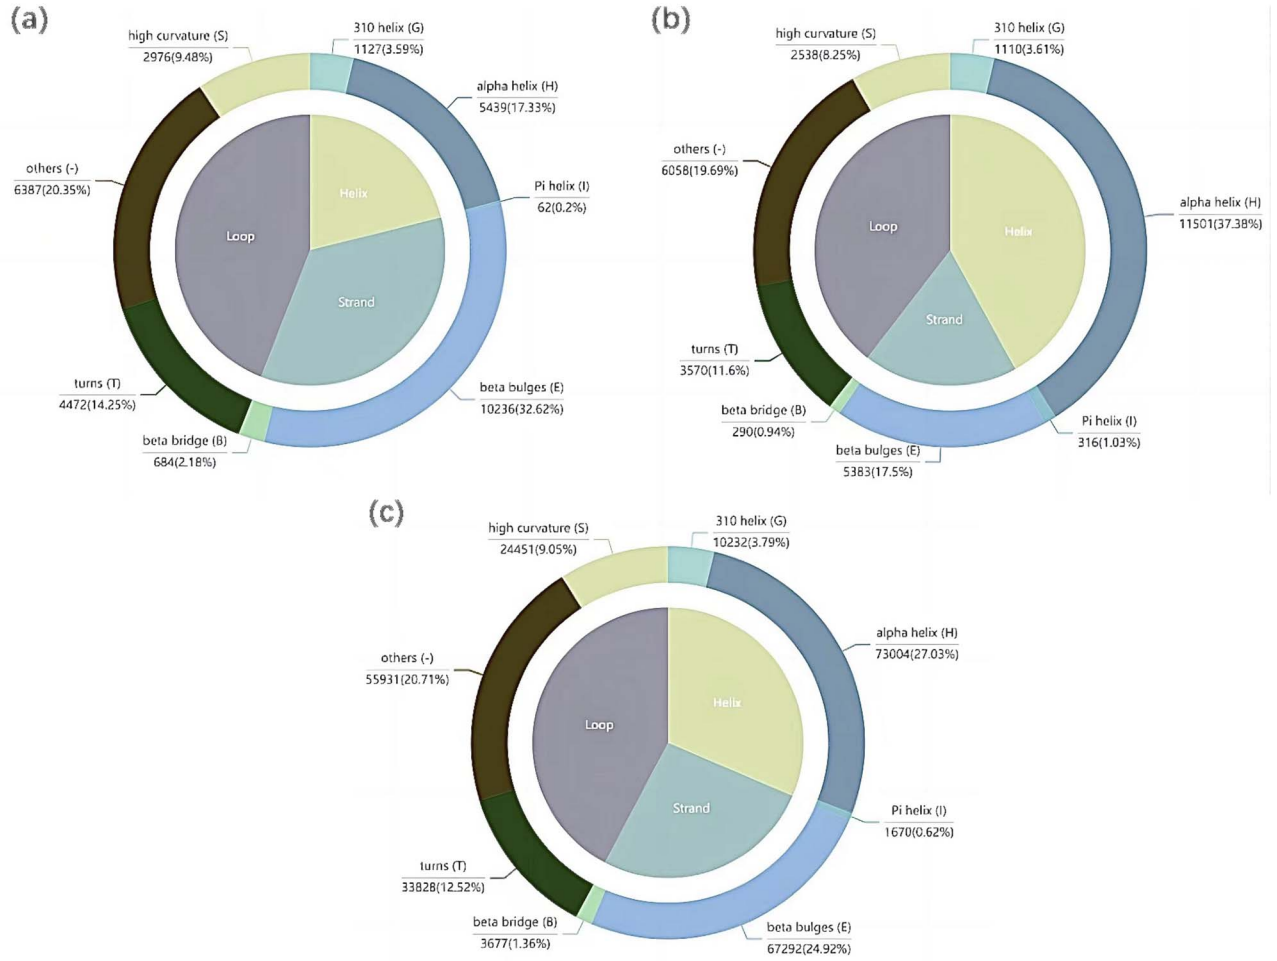 (a)
high curvature (S)
2976(9.48%)
310 helix (G)
1127(3.59%)
alpha helix (H)
5439(17.33%)
others (-)
6387(20.35%)
Pi helix (I)
62(0.2%)
Helix
Loop
Strand
turns (T)
4472(14.25%)
beta bulges (E)
10236(32.62%)
beta bridge (B)
684(2.18%)
(b)
high curvature (S)
2538(8.25%)
310 helix (G)
1110(3.61%)
others (-)
6058(19.69%)
alpha helix (H)
11501(37.38%)
Loop
Helix
Strand
turns (T)
3570(11.6%)
beta bridge (B)
290(0.94%)
Pi helix (I)
316(1.03%)
beta bulges (E)
5383(17.5%)
(c)
high curvature (S)
24451(9.05%)
310 helix (G)
10232(3.79%)
alpha helix (H)
73004(27.03%)
others (-)
55931(20.71%)
Helix
Loop
Strand
Pi helix (I)
1670(0.62%)
turns (T)
33828(12.52%)
beta bridge (B)
3677(1.36%)
beta bulges (E)
67292(24.92%)